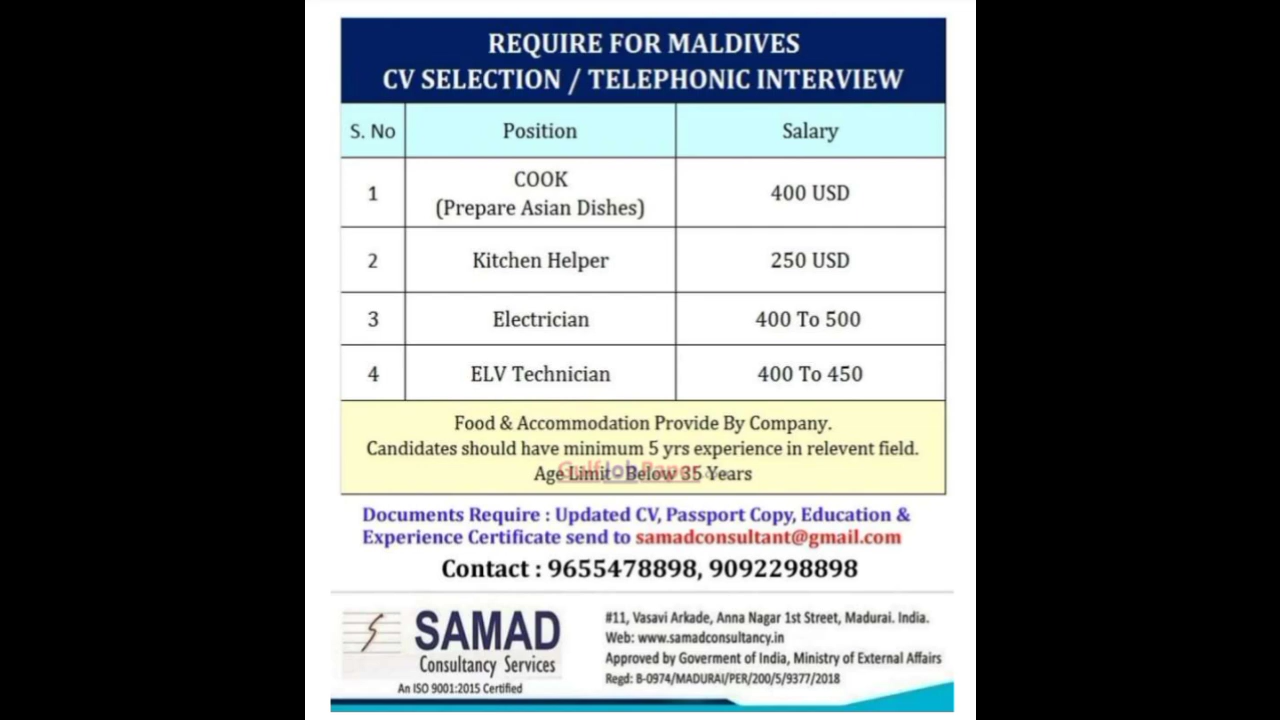 REQUIRE FOR MALDIVES
CV SELECTION / TELEPHONIC INTERVIEW
S. No Position Salary
1 COOK (Prepare Asian Dishes) 400 USD
2 Kitchen Helper 250 USD
3 Electrician 400 To 500
4 ELV Technician 400 To 450
Food & Accommodation Provide By Company.
Candidates should have minimum 5 yrs experience in relevent field.
Age Limit - Below 35 Years
GulfJobPaper.com
Documents Require : Updated CV, Passport Copy, Education &
Experience Certificate send to samadconsultant@gmail.com
Contact : 9655478898, 9092298898
SAMAD
Consultancy Services
An ISO 9001:2015 Certified
#11, Vasavi Arkade, Anna Nagar 1st Street, Madurai. India.
Web: www.samadconsultancy.in
Approved by Goverment of India, Ministry of External Affairs
Regd: B-0974/MADURAI/PER/200/5/9377/2018